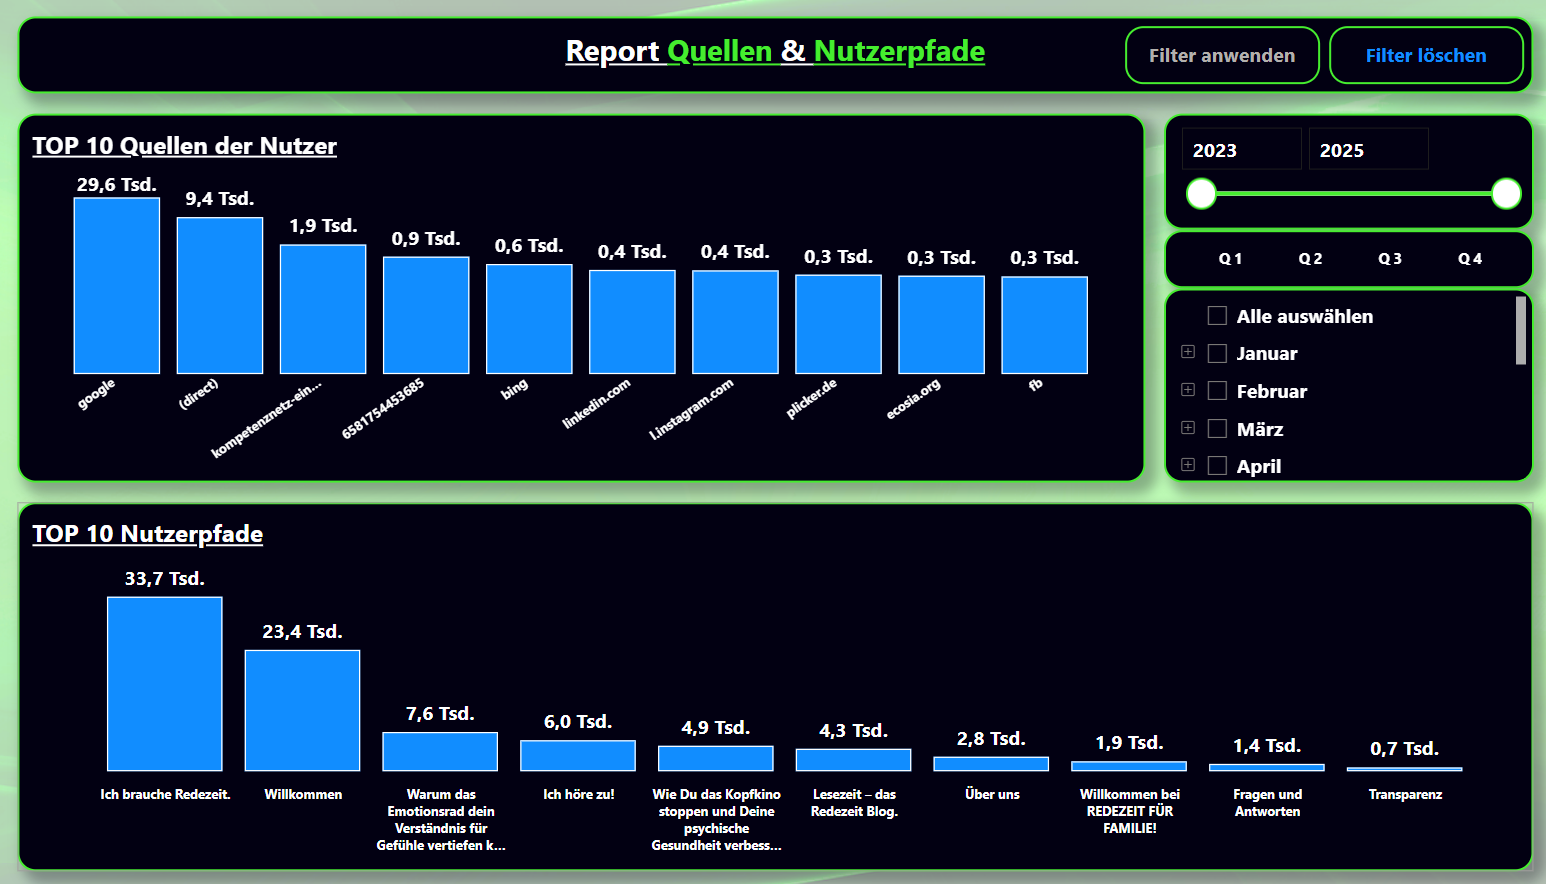 Report Quellen & Nutzerpfade
Filter anwenden
Filter löschen
TOP 10 Quellen der Nutzer
29,6 Tsd.
9,4 Tsd.
1,9 Tsd.
0,9 Tsd.
0,6 Tsd.
0,4 Tsd.
0,4 Tsd.
0,3 Tsd.
0,3 Tsd.
0,3 Tsd.
google
(direct)
kompetenznetz-ein...
6581754453685
bing
linkedin.com
l.instagram.com
plicker.de
ecosia.org
fb
2023
2025
Q 1
Q 2
Q 3
Q 4
Alle auswählen
Januar
Februar
März
April
TOP 10 Nutzerpfade
33,7 Tsd.
23,4 Tsd.
7,6 Tsd.
6,0 Tsd.
4,9 Tsd.
4,3 Tsd.
2,8 Tsd.
1,9 Tsd.
1,4 Tsd.
0,7 Tsd.
Ich brauche Redezeit.
Willkommen
Warum das
Emotionsrad dein
Verständnis für
Gefühle vertiefen k...
Ich höre zu!
Wie Du das Kopfkino
stoppen und Deine
psychische
Gesundheit verbess...
Lesezeit – das
Redezeit Blog.
Über uns
Willkommen bei
REDEZEIT FÜR
FAMILIE!
Fragen und
Antworten
Transparenz